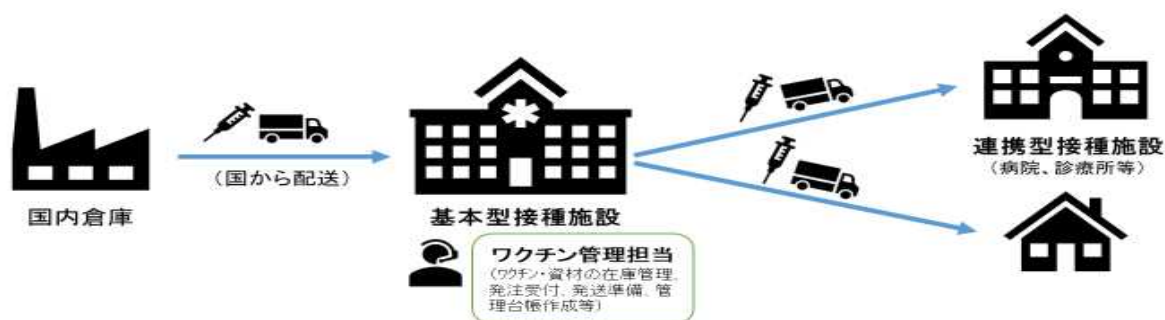 (国から配送)
国内倉庫
基本型接種施設
ワクチン管理担当
(ワクチン・資材の在庫管理、
発注受付、発送準備、管
理台帳作成等)
連携型接種施設
(病院、診療所等)